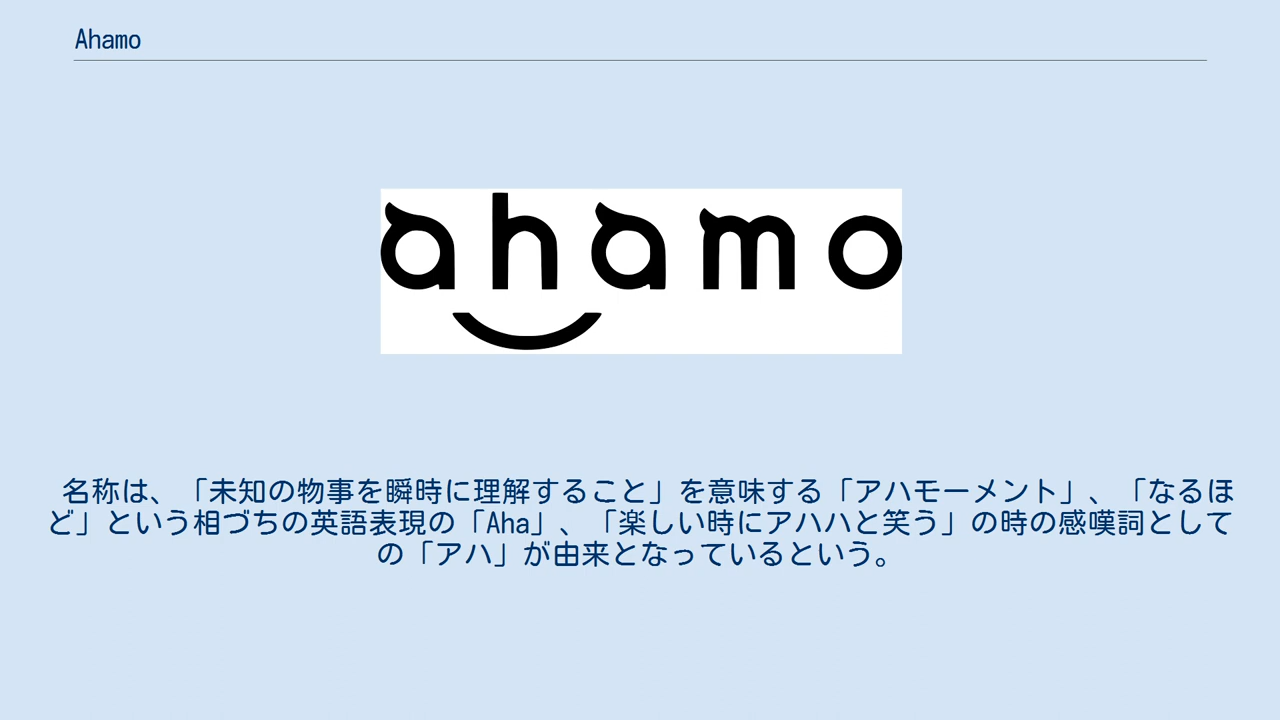 Ahamo
ahamo
名称は、「未知の物事を瞬時に理解すること」を意味する「アハモーメント」、「なるほ
ど」という相づちの英語表現の「Aha」、「楽しい時にアハハと笑う」の時の感嘆詞として
の「アハ」が由来となっているという。